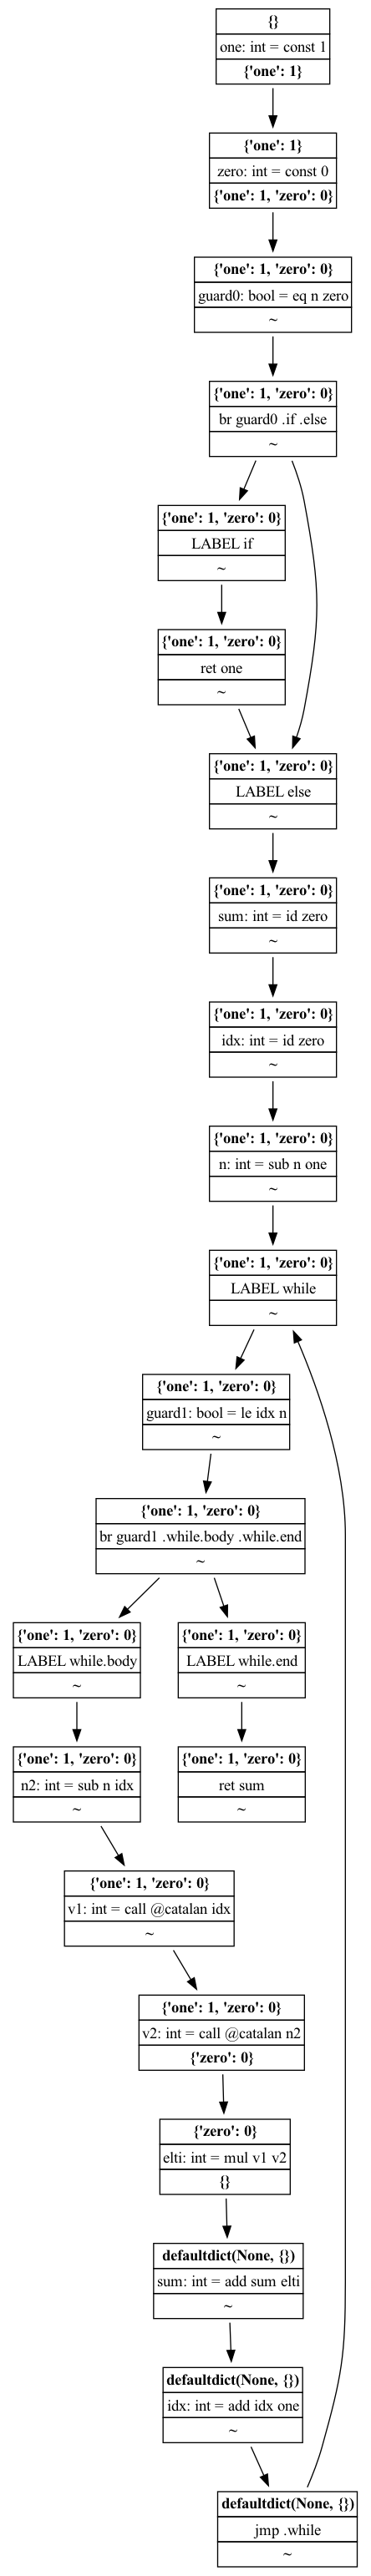 {}
one: int = const 1
{'one': 1}
{'one': 1}
zero: int = const 0
{'one': 1, 'zero': 0}
{'one': 1, 'zero': 0}
guard0: bool = eq n zero
~
{'one': 1, 'zero': 0}
br guard0 .if .else
~
{'one': 1, 'zero': 0}
LABEL if
~
{'one': 1, 'zero': 0}
ret one
~
{'one': 1, 'zero': 0}
LABEL else
~
{'one': 1, 'zero': 0}
sum: int = id zero
~
{'one': 1, 'zero': 0}
idx: int = id zero
~
{'one': 1, 'zero': 0}
n: int = sub n one
~
{'one': 1, 'zero': 0}
LABEL while
~
{'one': 1, 'zero': 0}
guard1: bool = le idx n
~
{'one': 1, 'zero': 0}
br guard1 .while.body .while.end
~
{'one': 1, 'zero': 0}
LABEL while.body
~
{'one': 1, 'zero': 0}
LABEL while.end
~
{'one': 1, 'zero': 0}
n2: int = sub n idx
~
{'one': 1, 'zero': 0}
ret sum
~
{'one': 1, 'zero': 0}
v1: int = call @catalan idx
~
{'one': 1, 'zero': 0}
v2: int = call @catalan n2
{'zero': 0}
{'zero': 0}
elti: int = mul v1 v2
{}
defaultdict(None, {})
sum: int = add sum elti
~
defaultdict(None, {})
idx: int = add idx one
~
defaultdict(None, {})
jmp .while
~